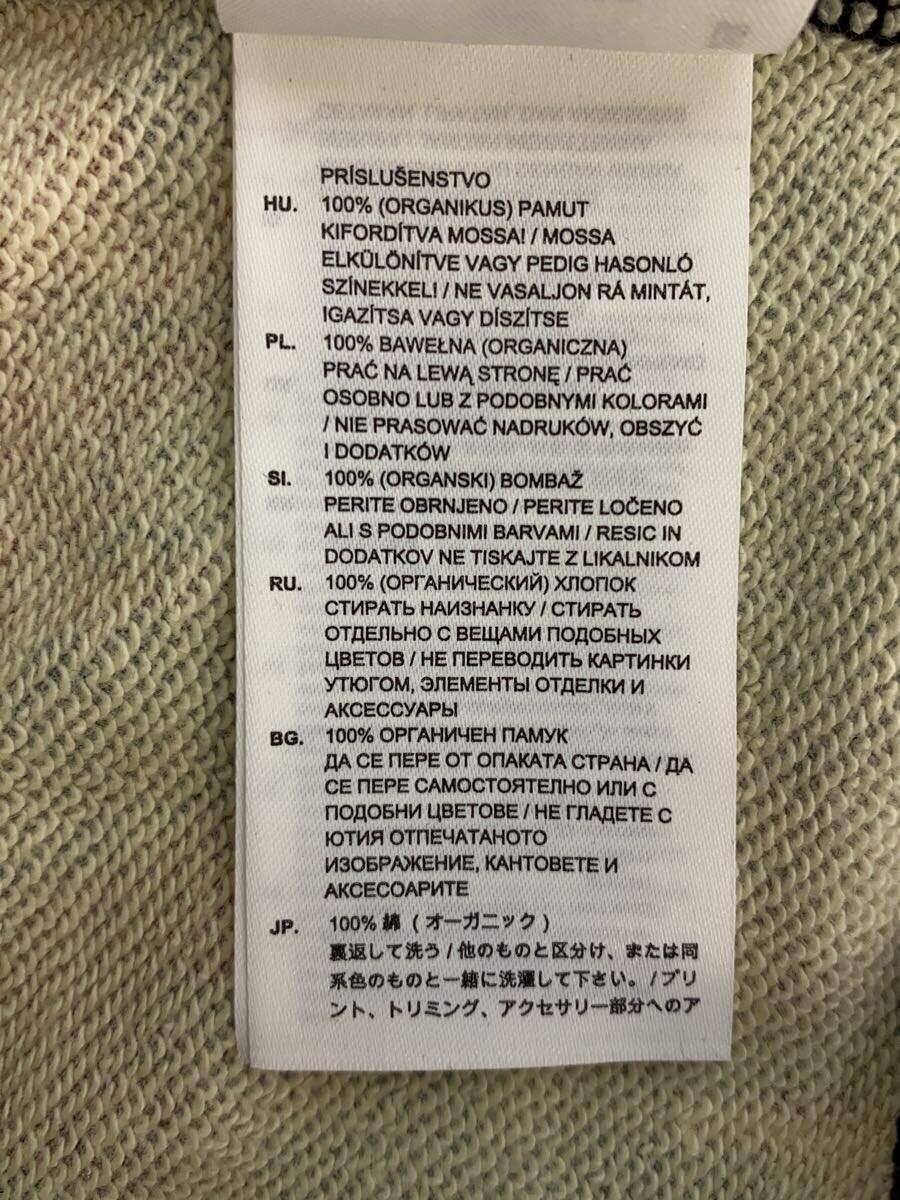 PRÍSLUŠENSTVO
HU. 100% (ORGANIKUS) PAMUT
KIFORDÍTVA MOSSA! / MOSSA
ELKÜLÖNÍTVE VAGY PEDIG HASONLÓ
SZÍNEKKEL! / NE VASALJON RÁ MINTÁT,
IGAZÍTSA VAGY DÍSZÍTSE
PL. 100% BAWEŁNA (ORGANICZNA)
PRAĆ NA LEWĄ STRONĘ / PRAĆ
OSOBNO LUB Z PODOBNYMI KOLORAMI
/ NIE PRASOWAĆ NADRUKÓW, OBSZYĆ
I DODATKÓW
SI. 100% (ORGANSKI) BOMBAŽ
PERITE OBRNJENO / PERITE LOČENO
ALI S PODOBNIMI BARVAMI / RESIC IN
DODATKOV NE TISKAJTE Z LIKALNIKOM
RU. 100% (ОРГАНИЧЕСКИЙ) ХЛОПОК
СТИРАТЬ НАИЗНАНКУ / СТИРАТЬ
ОТДЕЛЬНО С ВЕЩАМИ ПОДОБНЫХ
ЦВЕТОВ / НЕ ПЕРЕВОДИТЬ КАРТИНКИ
УТЮГОМ, ЭЛЕМЕНТЫ ОТДЕЛКИ И
АКСЕССУАРЫ
BG. 100% ОРГАНИЧЕН ПАМУК
ДА СЕ ПЕРЕ ОТ ОПАКАТА СТРАНА / ДА
СЕ ПЕРЕ САМОСТОЯТЕЛНО ИЛИ С
ПОДОБНИ ЦВЕТОВЕ / НЕ ГЛАДЕТЕ С
ЮТИЯ ОТПЕЧАТАНОТО
ИЗОБРАЖЕНИЕ, КАНТОВЕТЕ И
АКСЕСОАРИТЕ
JP. 100% 綿 (オーガニック)
裏返して洗う / 他のものと区分け、または同
系色のものと一緒に洗濯して下さい。 / プリ
ント、トリミング、アクセサリー部分へのア